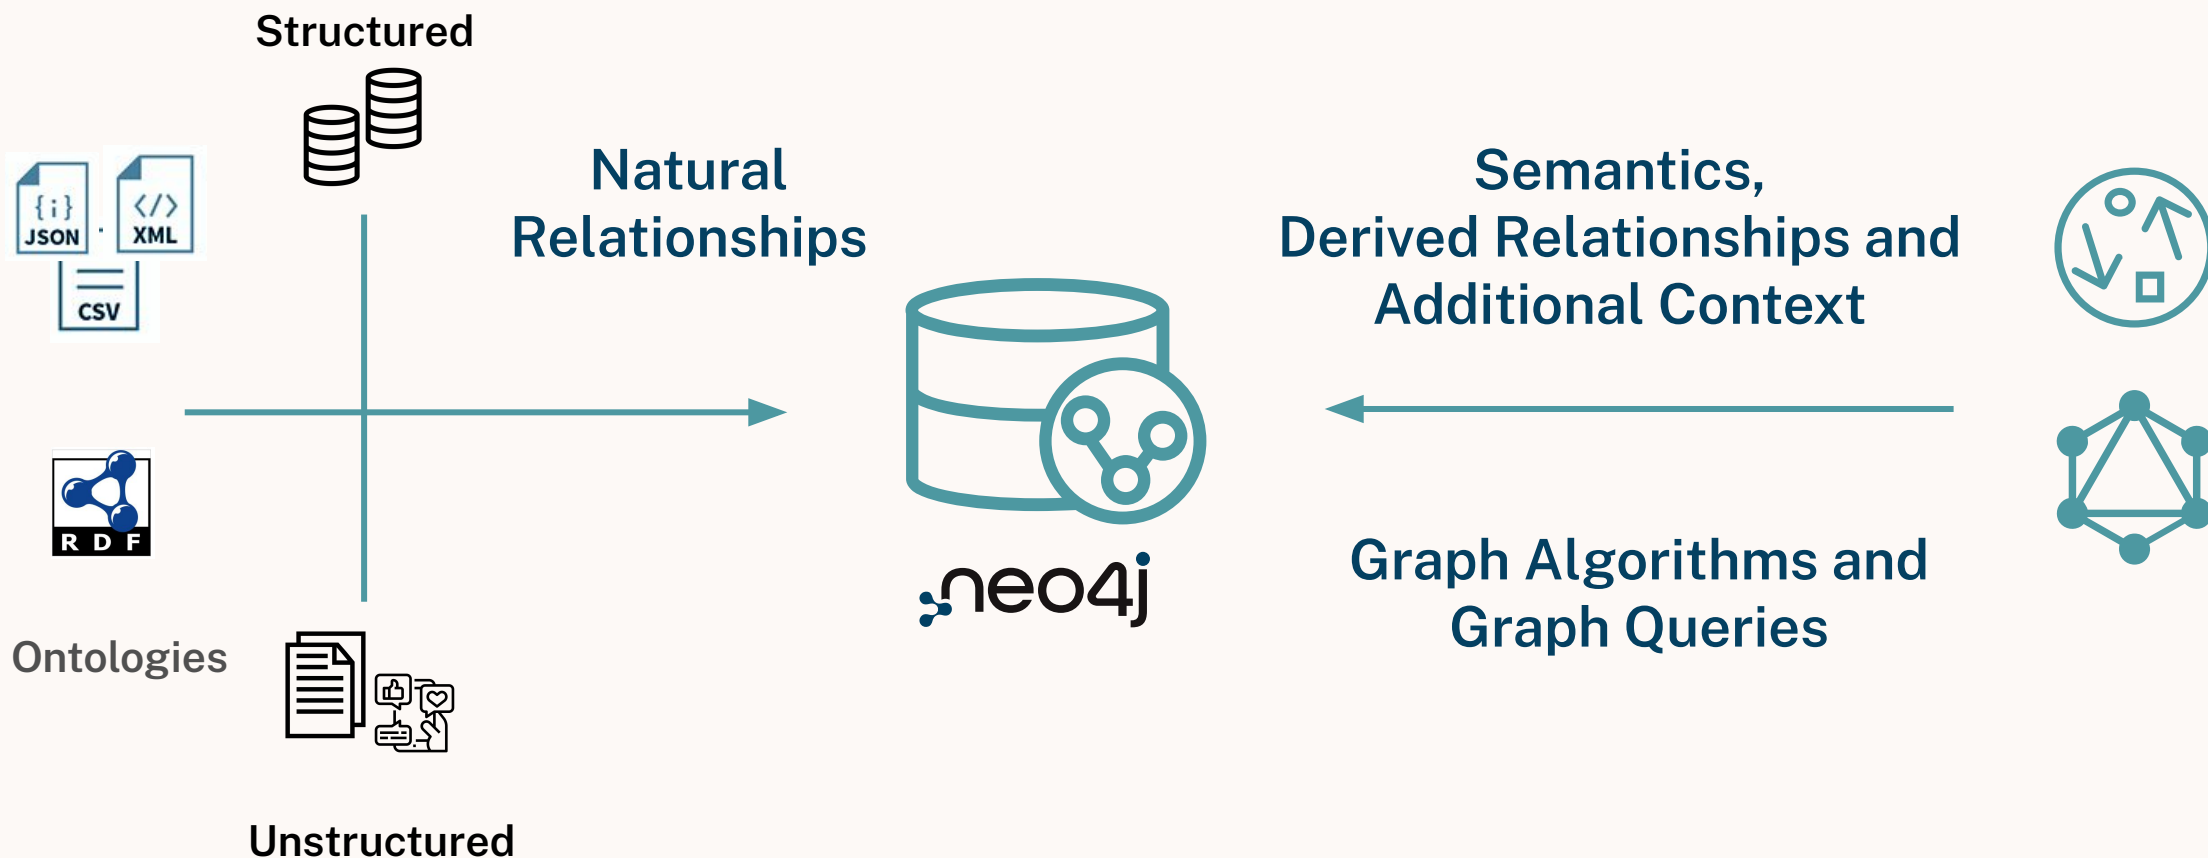 Structured
{i}
JSON
</>
XML
CSV
Natural
Relationships
Semantics,
Derived Relationships and
Additional Context
RDF
neo4j
Graph Algorithms and
Graph Queries
Ontologies
Unstructured